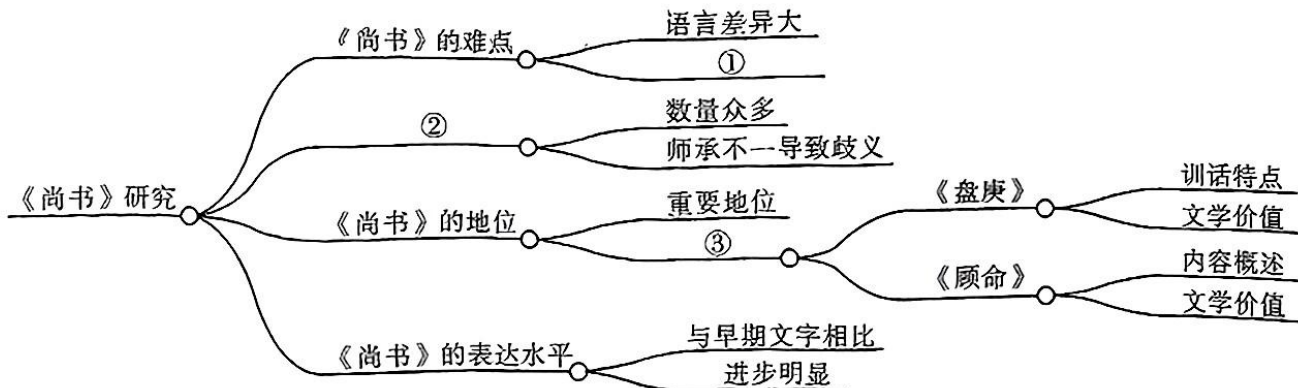 《尚书》研究
《尚书》的难点
语言差异大
①
②
数量众多
师承不一导致歧义
《尚书》的地位
重要地位
③
《盘庚》
训话特点
文学价值
《顾命》
内容概述
文学价值
《尚书》的表达水平
与早期文字相比
进步明显